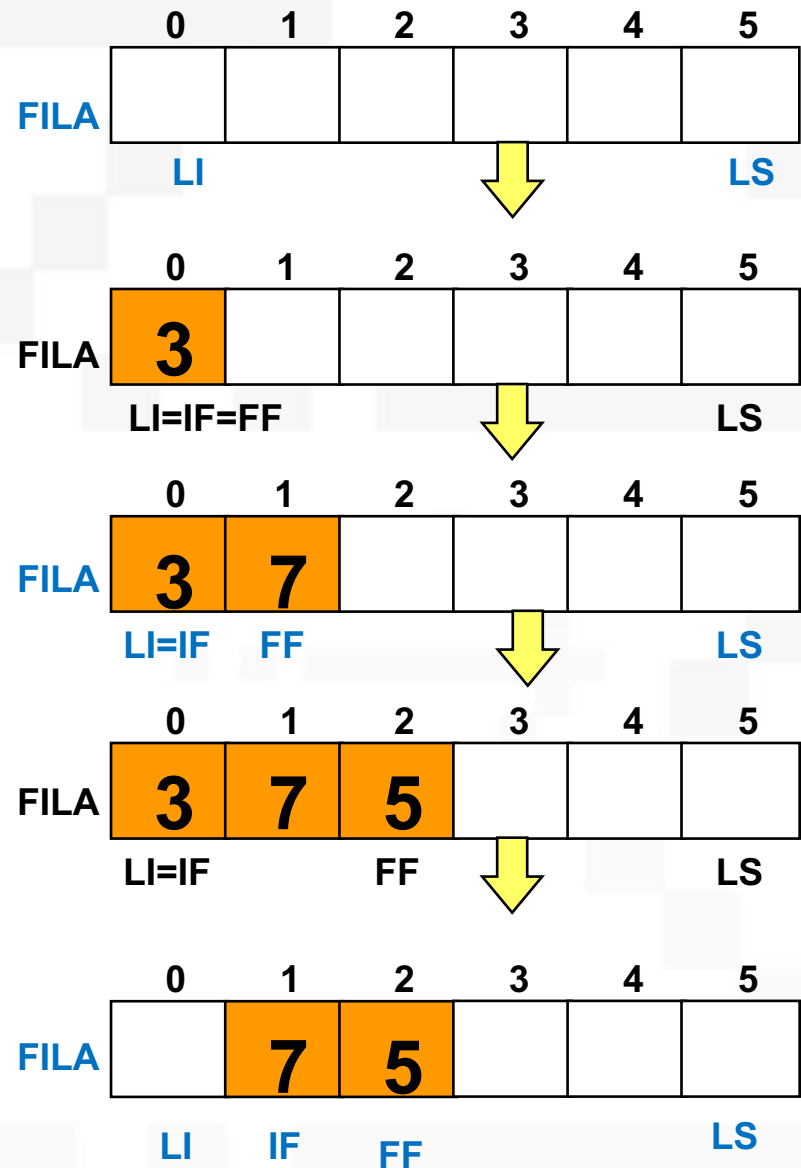 0 1 2 3 4 5
FILA
LI LS
0 1 2 3 4 5
FILA 3
LI=IF=FF LS
0 1 2 3 4 5
FILA 3 7
LI=IF FF LS
0 1 2 3 4 5
FILA 3 7 5
LI=IF FF LS
0 1 2 3 4 5
FILA 7 5
LI IF FF LS